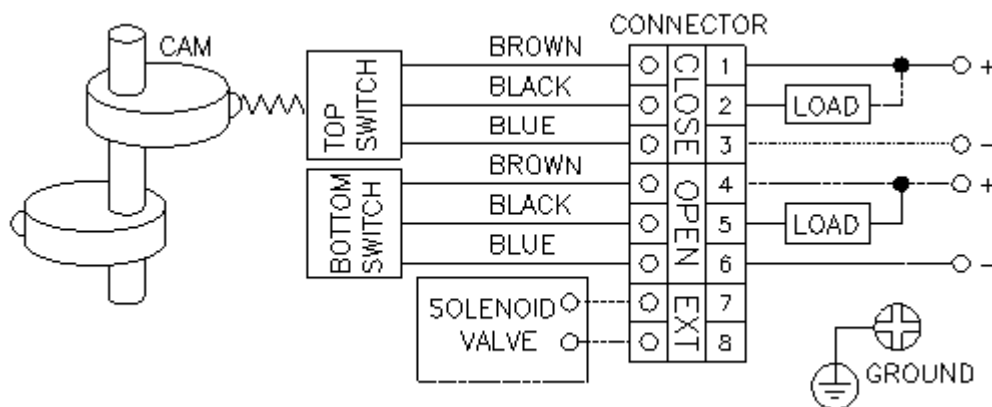 CONNECTOR
CAM
TOP
SWITCH
BROWN
BLACK
BLUE
CLOSE
1
2
3
LOAD
+
-
BOTTOM
SWITCH
BROWN
BLACK
BLUE
OPEN
4
5
6
LOAD
+
-
SOLENOID
VALVE
EXT
7
8
GROUND